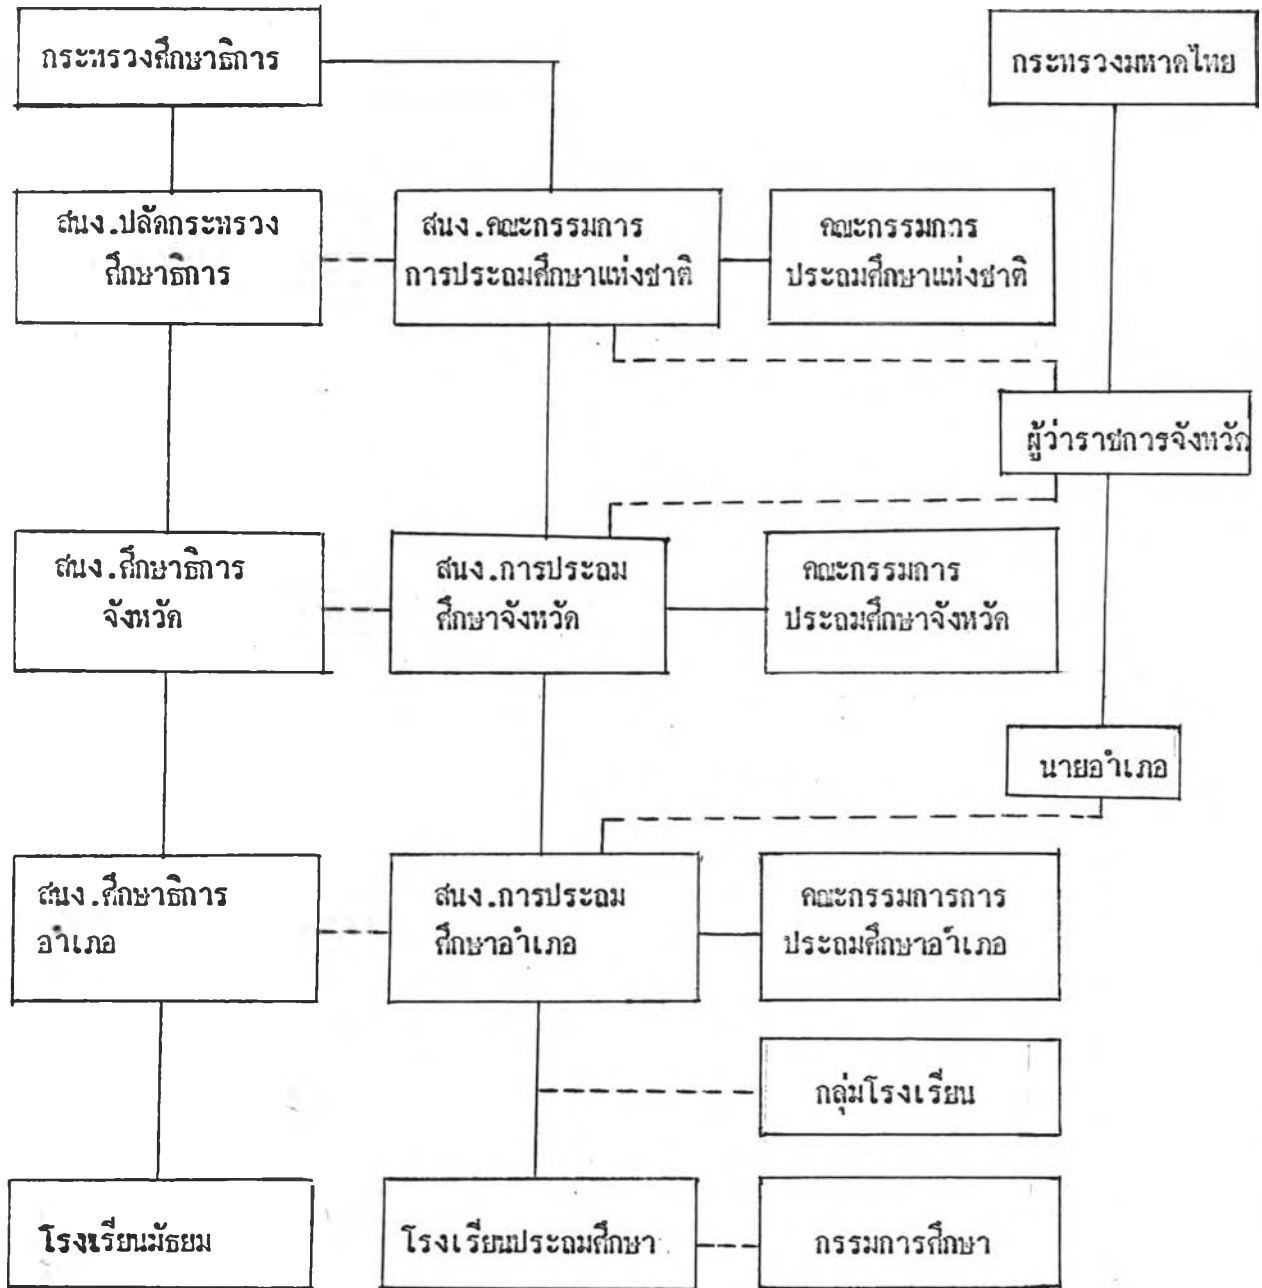 กระทรวงศึกษาธิการ
กระทรวงมหาดไทย
สนง.ปลัดกระทรวง
ศึกษาธิการ
สนง.คณะกรรมการ
การประถมศึกษาแห่งชาติ
คณะกรรมการ
ประถมศึกษาแห่งชาติ
ผู้ว่าราชการจังหวัด
สนง.ศึกษาธิการ
จังหวัด
สนง.การประถม
ศึกษาจังหวัด
คณะกรรมการ
ประถมศึกษาจังหวัด
นายอำเภอ
สนง.ศึกษาธิการ
อำเภอ
สนง.การประถม
ศึกษาอำเภอ
คณะกรรมการการ
ประถมศึกษาอำเภอ
กลุ่มโรงเรียน
โรงเรียนมัธยม
โรงเรียนประถมศึกษา
กรรมการศึกษา